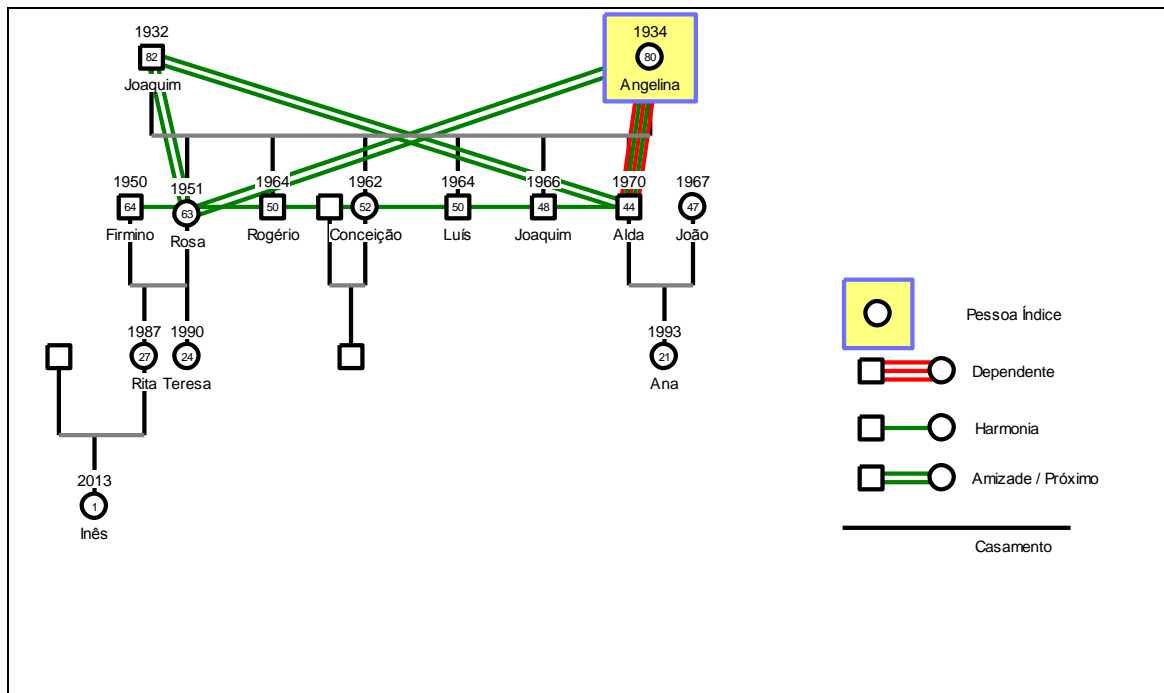 1932
1934
82
80
Joaquim
Angelina
1950
1951
1964
1962
1964
1966
1970
1967
64
63
50
52
50
48
44
47
Firmino
Rosa
Rogério
Conceição
Luís
Joaquim
Alda
João
1987
1990
1993
27
24
21
Rita
Teresa
Ana
2013
1
Inês
Pessoa Índice
Dependente
Harmonia
Amizade / Próximo
Casamento